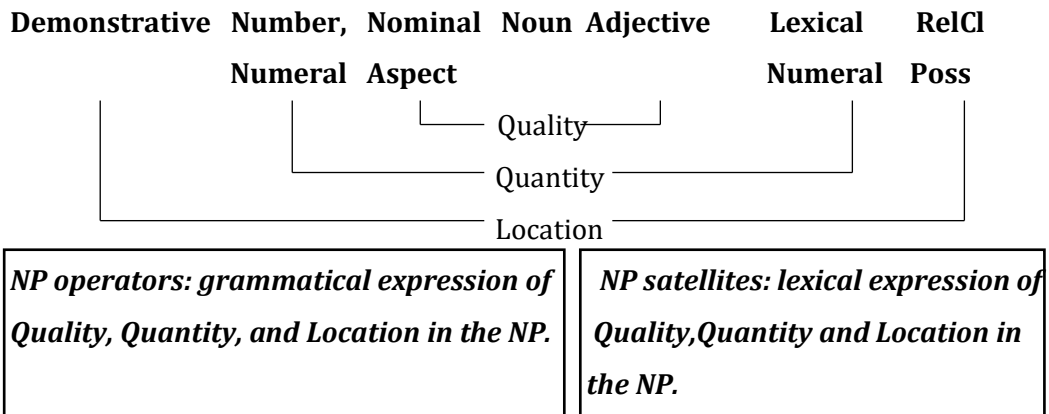 Demonstrative Number, Nominal Noun Adjective Lexical RelCl
Numeral Aspect Numeral Poss
Quality
Quantity
Location
NP operators: grammatical expression of
Quality, Quantity, and Location in the NP.
NP satellites: lexical expression of
Quality,Quantity and Location in
the NP.